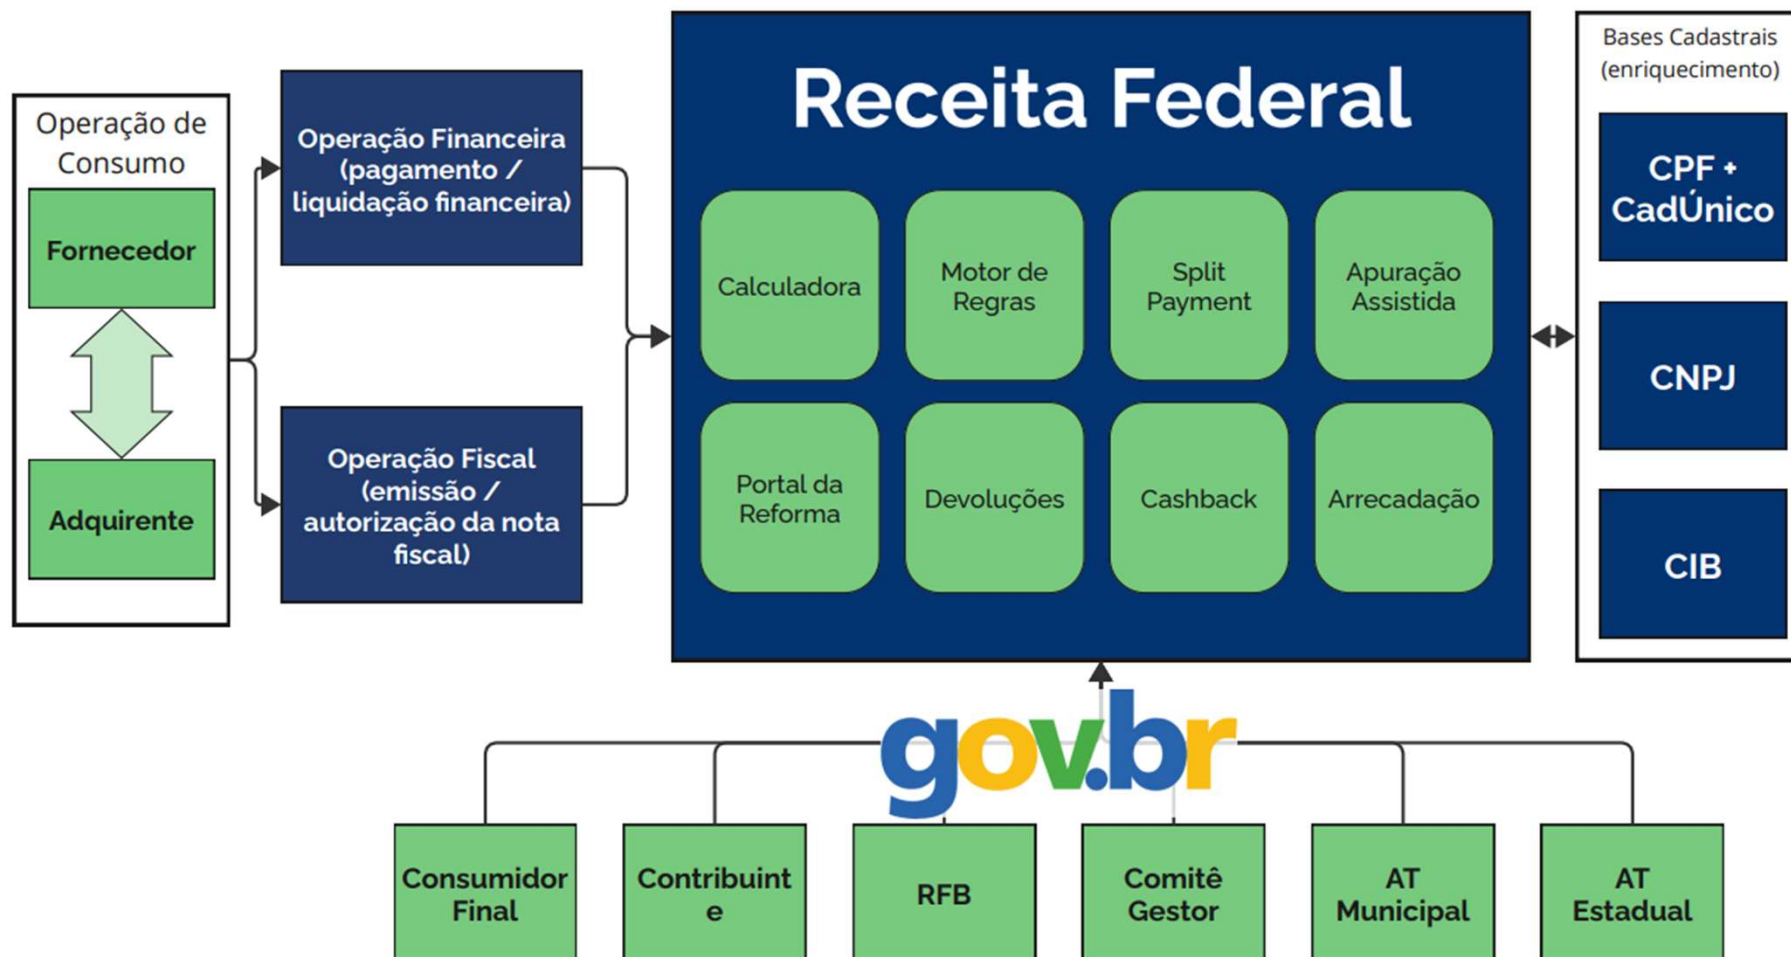 Operação de
Consumo
Fornecedor
Adquirente
Operação Financeira
(pagamento /
liquidação financeira)
Operação Fiscal
(emissão /
autorização da nota
fiscal)
Receita Federal
Calculadora
Motor de
Regras
Split
Payment
Apuração
Assistida
Portal da
Reforma
Devoluções
Cashback
Arrecadação
Bases Cadastrais
(enriquecimento)
CPF +
CadÚnico
CNPJ
CIB
gov.br
Consumidor
Final
Contribuint
e
RFB
Comitê
Gestor
AT
Municipal
AT
Estadual